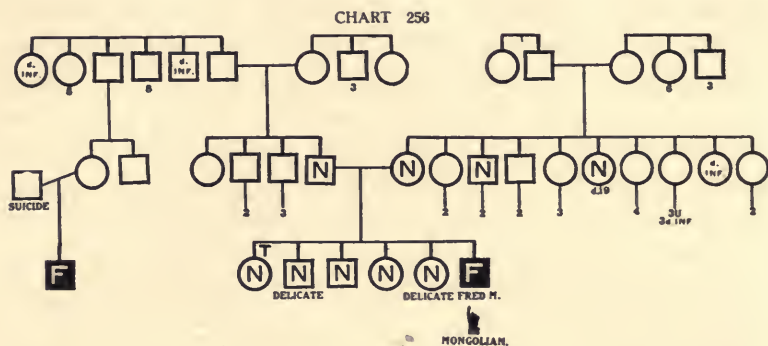 CHART 256
d. INF. d. INF.
8 8 3 6 3
N N N N d.
INF.
SUICIDE 2 3 2 2 2 3 d.19 4 3U 2
3d.INF
F T
N N N N N F
DELICATE DELICATE FRED M.
MONGOLIAN.